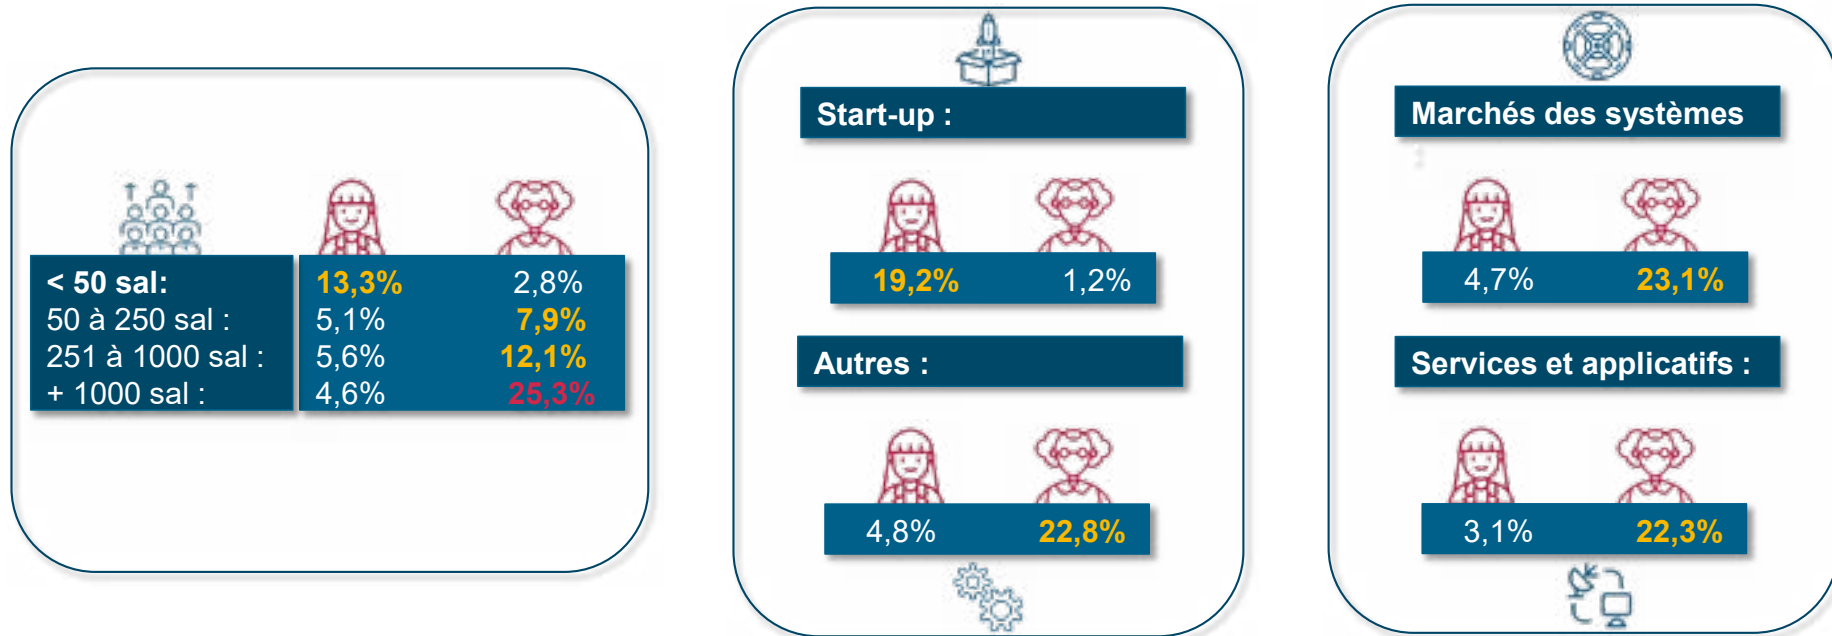 < 50 sal: 13,3% 2,8%
50 à 250 sal : 5,1% 7,9%
251 à 1000 sal : 5,6% 12,1%
+ 1000 sal : 4,6% 25,3%
Start-up :
19,2% 1,2%
Autres :
4,8% 22,8%
Marchés des systèmes
:
4,7% 23,1%
Services et applicatifs :
3,1% 22,3%